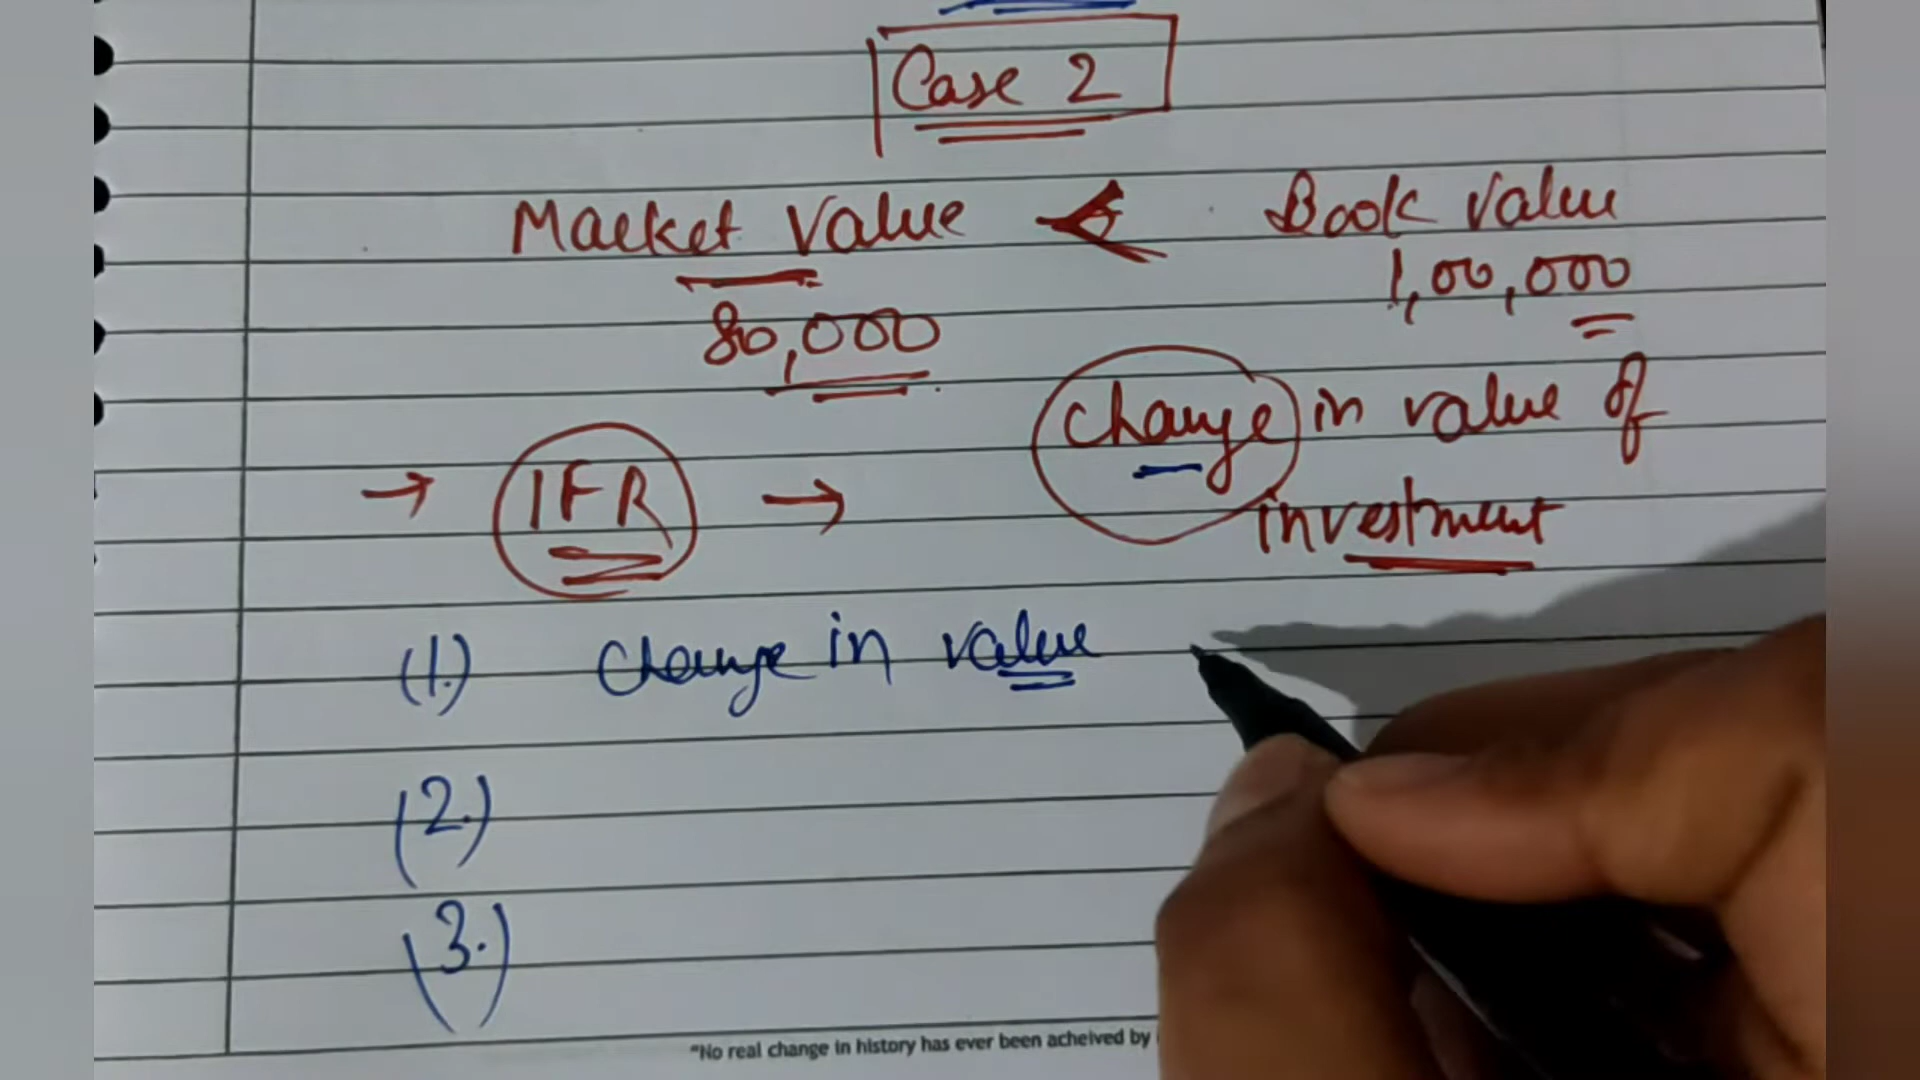 Case 2
Market Value < Book Value
1,00,000
80,000
change in value of
→ IFR →
investment
(1.) Change in value
(2.)
(3.)
"No real change in history has ever been acheived by